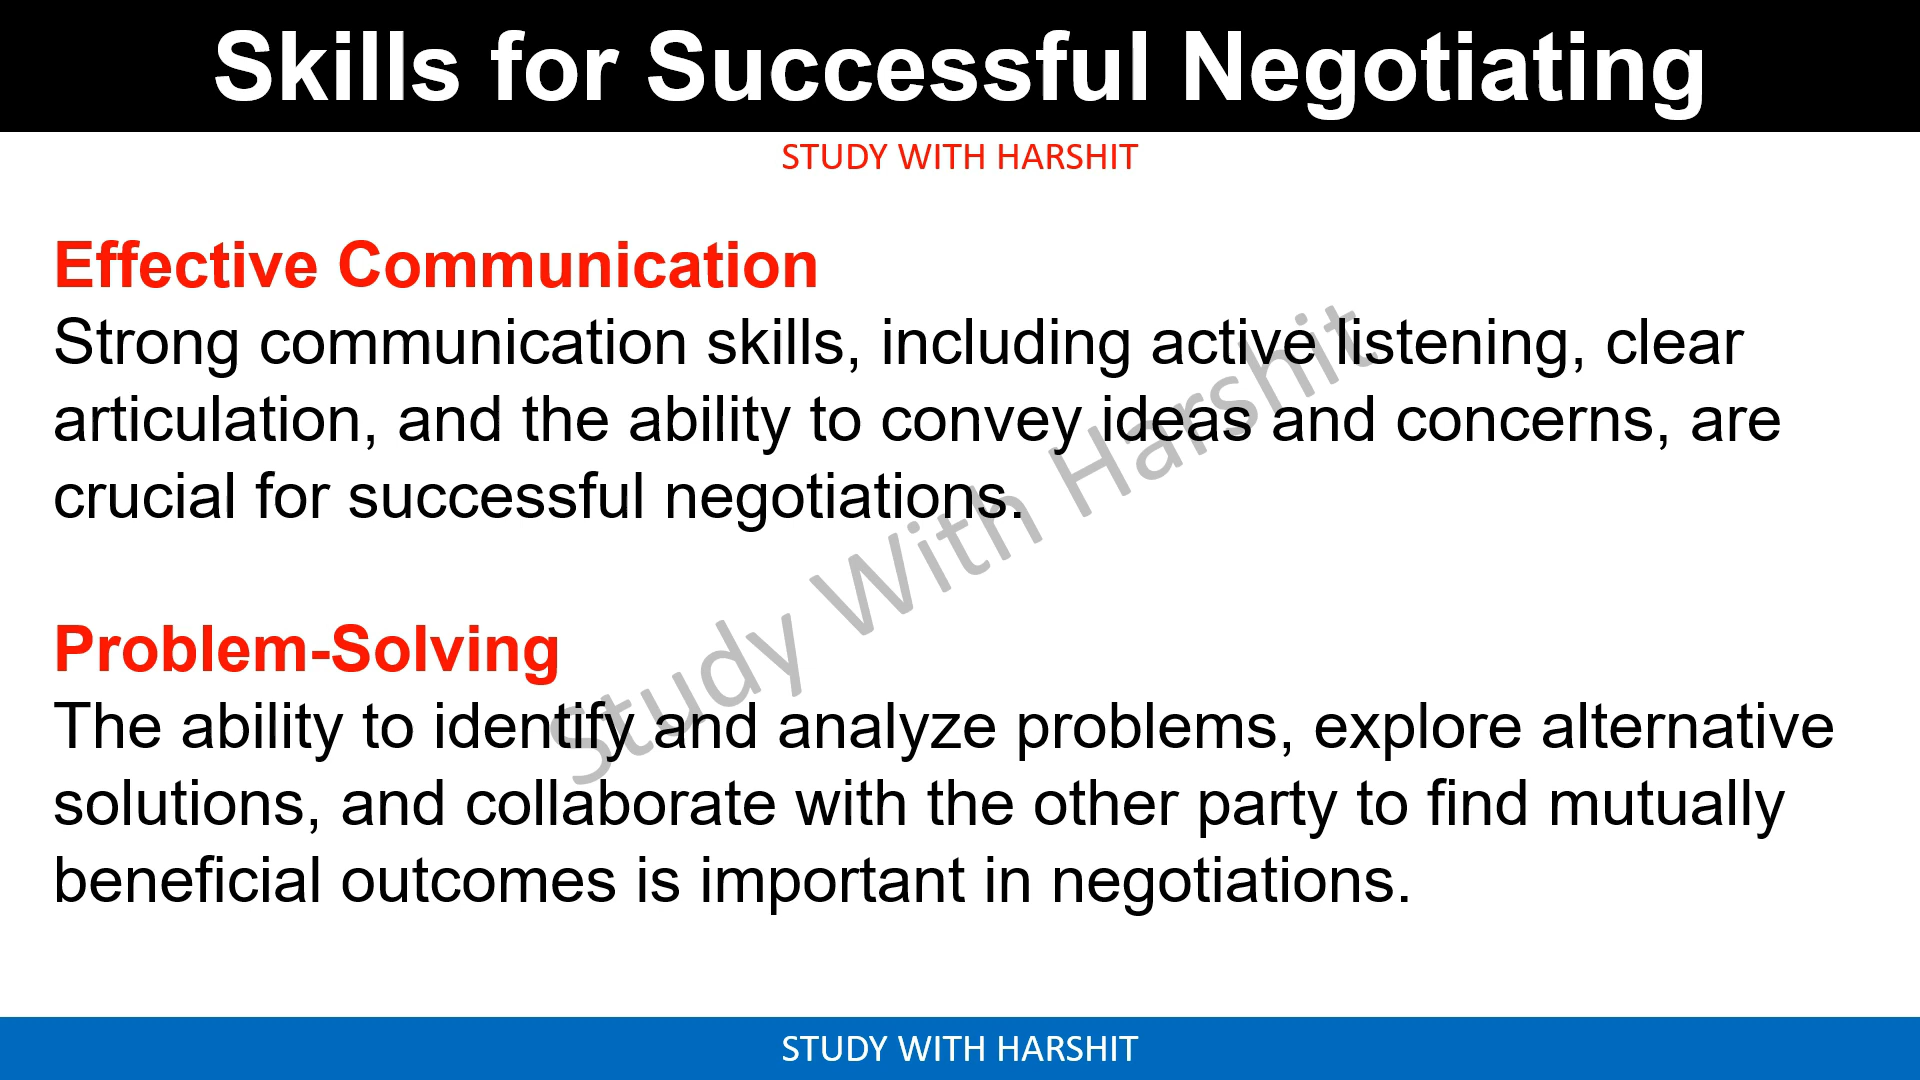 Skills for Successful Negotiating
STUDY WITH HARSHIT
Effective Communication
Strong communication skills, including active listening, clear
articulation, and the ability to convey ideas and concerns, are
crucial for successful negotiations.
Problem-Solving
The ability to identify and analyze problems, explore alternative
solutions, and collaborate with the other party to find mutually
beneficial outcomes is important in negotiations.
Study With Harshit
STUDY WITH HARSHIT